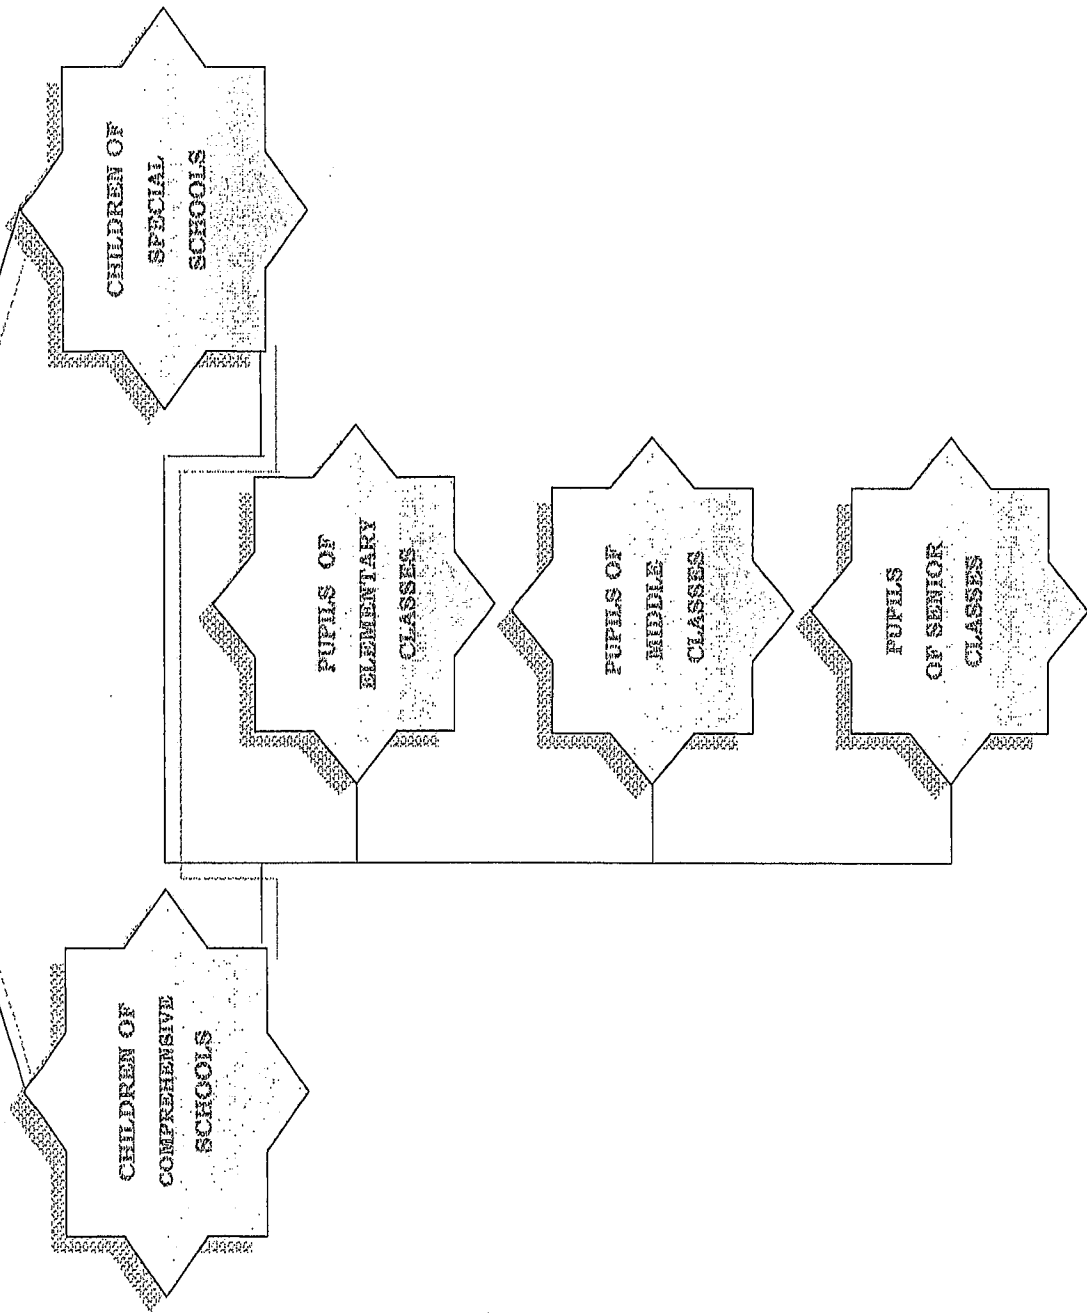 CHILDREN OF
COMPREHENSIVE
SCHOOLS
CHILDREN OF
SPECIAL
SCHOOLS
PUPILS OF
ELEMENTARY
CLASSES
PUPILS OF
MIDDLE
CLASSES
PUPILS
OF SENIOR
CLASSES